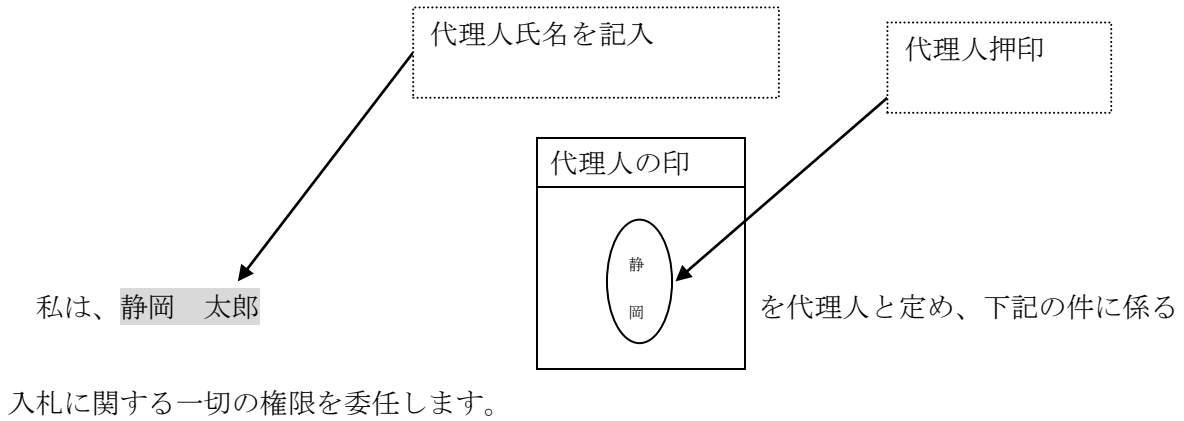 代理人氏名を記入
代理人押印
代理人の印
静
岡
私は、静岡　太郎
を代理人と定め、下記の件に係る
入札に関する一切の権限を委任します。